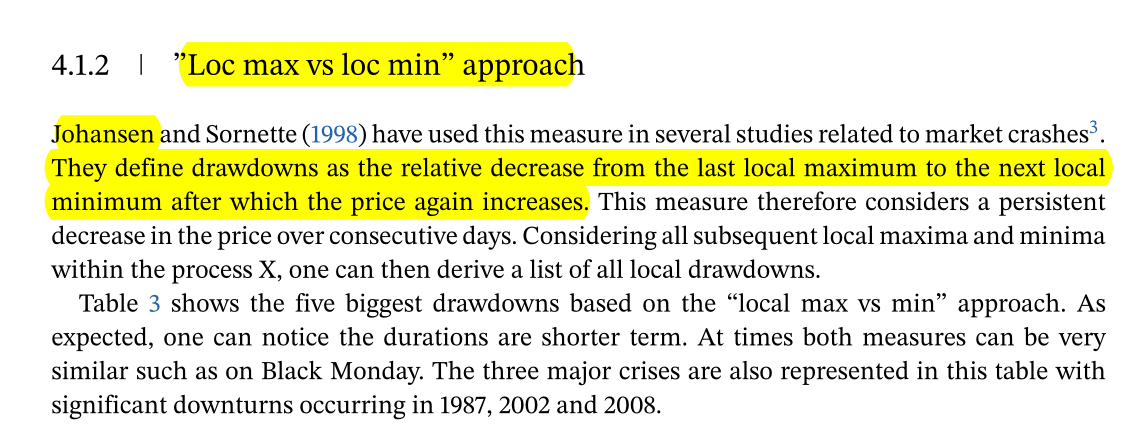 4.1.2 | ”Loc max vs loc min” approach
Johansen and Sornette (1998) have used this measure in several studies related to market crashes3.
They define drawdowns as the relative decrease from the last local maximum to the next local
minimum after which the price again increases. This measure therefore considers a persistent
decrease in the price over consecutive days. Considering all subsequent local maxima and minima
within the process X, one can then derive a list of all local drawdowns.
Table 3 shows the five biggest drawdowns based on the “local max vs min” approach. As
expected, one can notice the durations are shorter term. At times both measures can be very
similar such as on Black Monday. The three major crises are also represented in this table with
significant downturns occurring in 1987, 2002 and 2008.